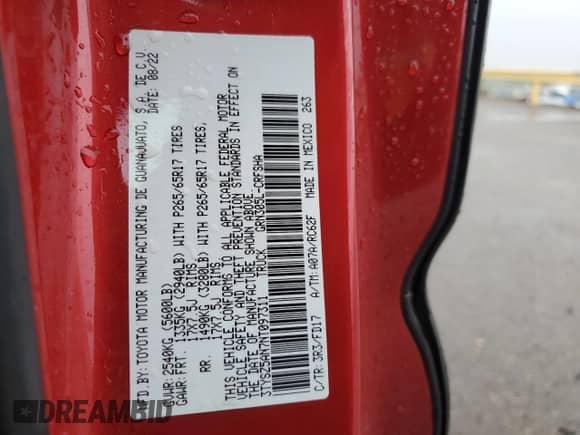 MFD.BY: TOYOTA MOTOR MANUFACTURING DE GUANAJUATO, S.A. DE C.V.
DATE: 08/22
GVWR: 2540KG (5600LB)
GAWR: FRT. 1335KG (2940LB) WITH P265/65R17 TIRES,
17X7.5J RIMS
RR. 1490KG (3280LB) WITH P265/65R17 TIRES,
17X7.5J RIMS
THIS VEHICLE CONFORMS TO ALL APPLICABLE FEDERAL MOTOR
VEHICLE SAFETY AND THEFT PREVENTION STANDARDS IN EFFECT ON
THE DATE OF MANUFACTURE SHOWN ABOVE.
3TYSZ5AN7NT097311 TRUCK GRN305L-CRFSMA
C/TR: 3R3/FD17 A/TM: A07A/RC62F MADE IN MEXICO 263
DREAMBID